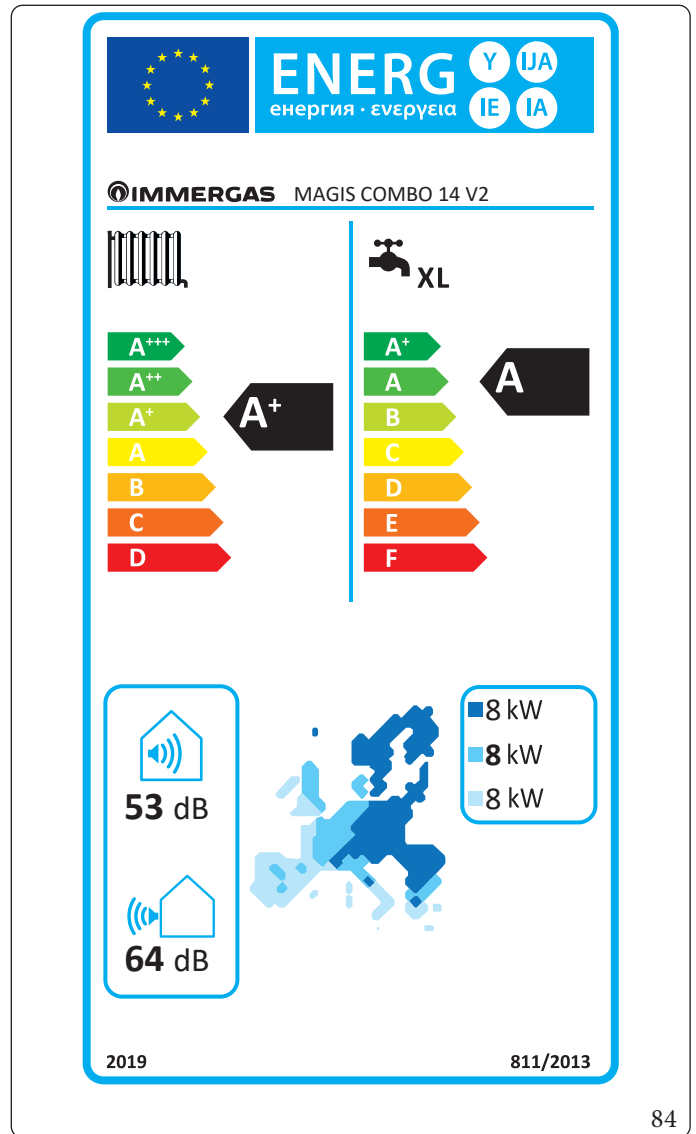 ENERG Y IJA
енергия · ενεργεια IE IA
IMMERGAS MAGIS COMBO 14 V2
XL
A+++
A++
A+
A
B
C
D
A+
A+
A
B
C
D
E
F
A
53 dB
64 dB
8 kW
8 kW
8 kW
2019 811/2013
84